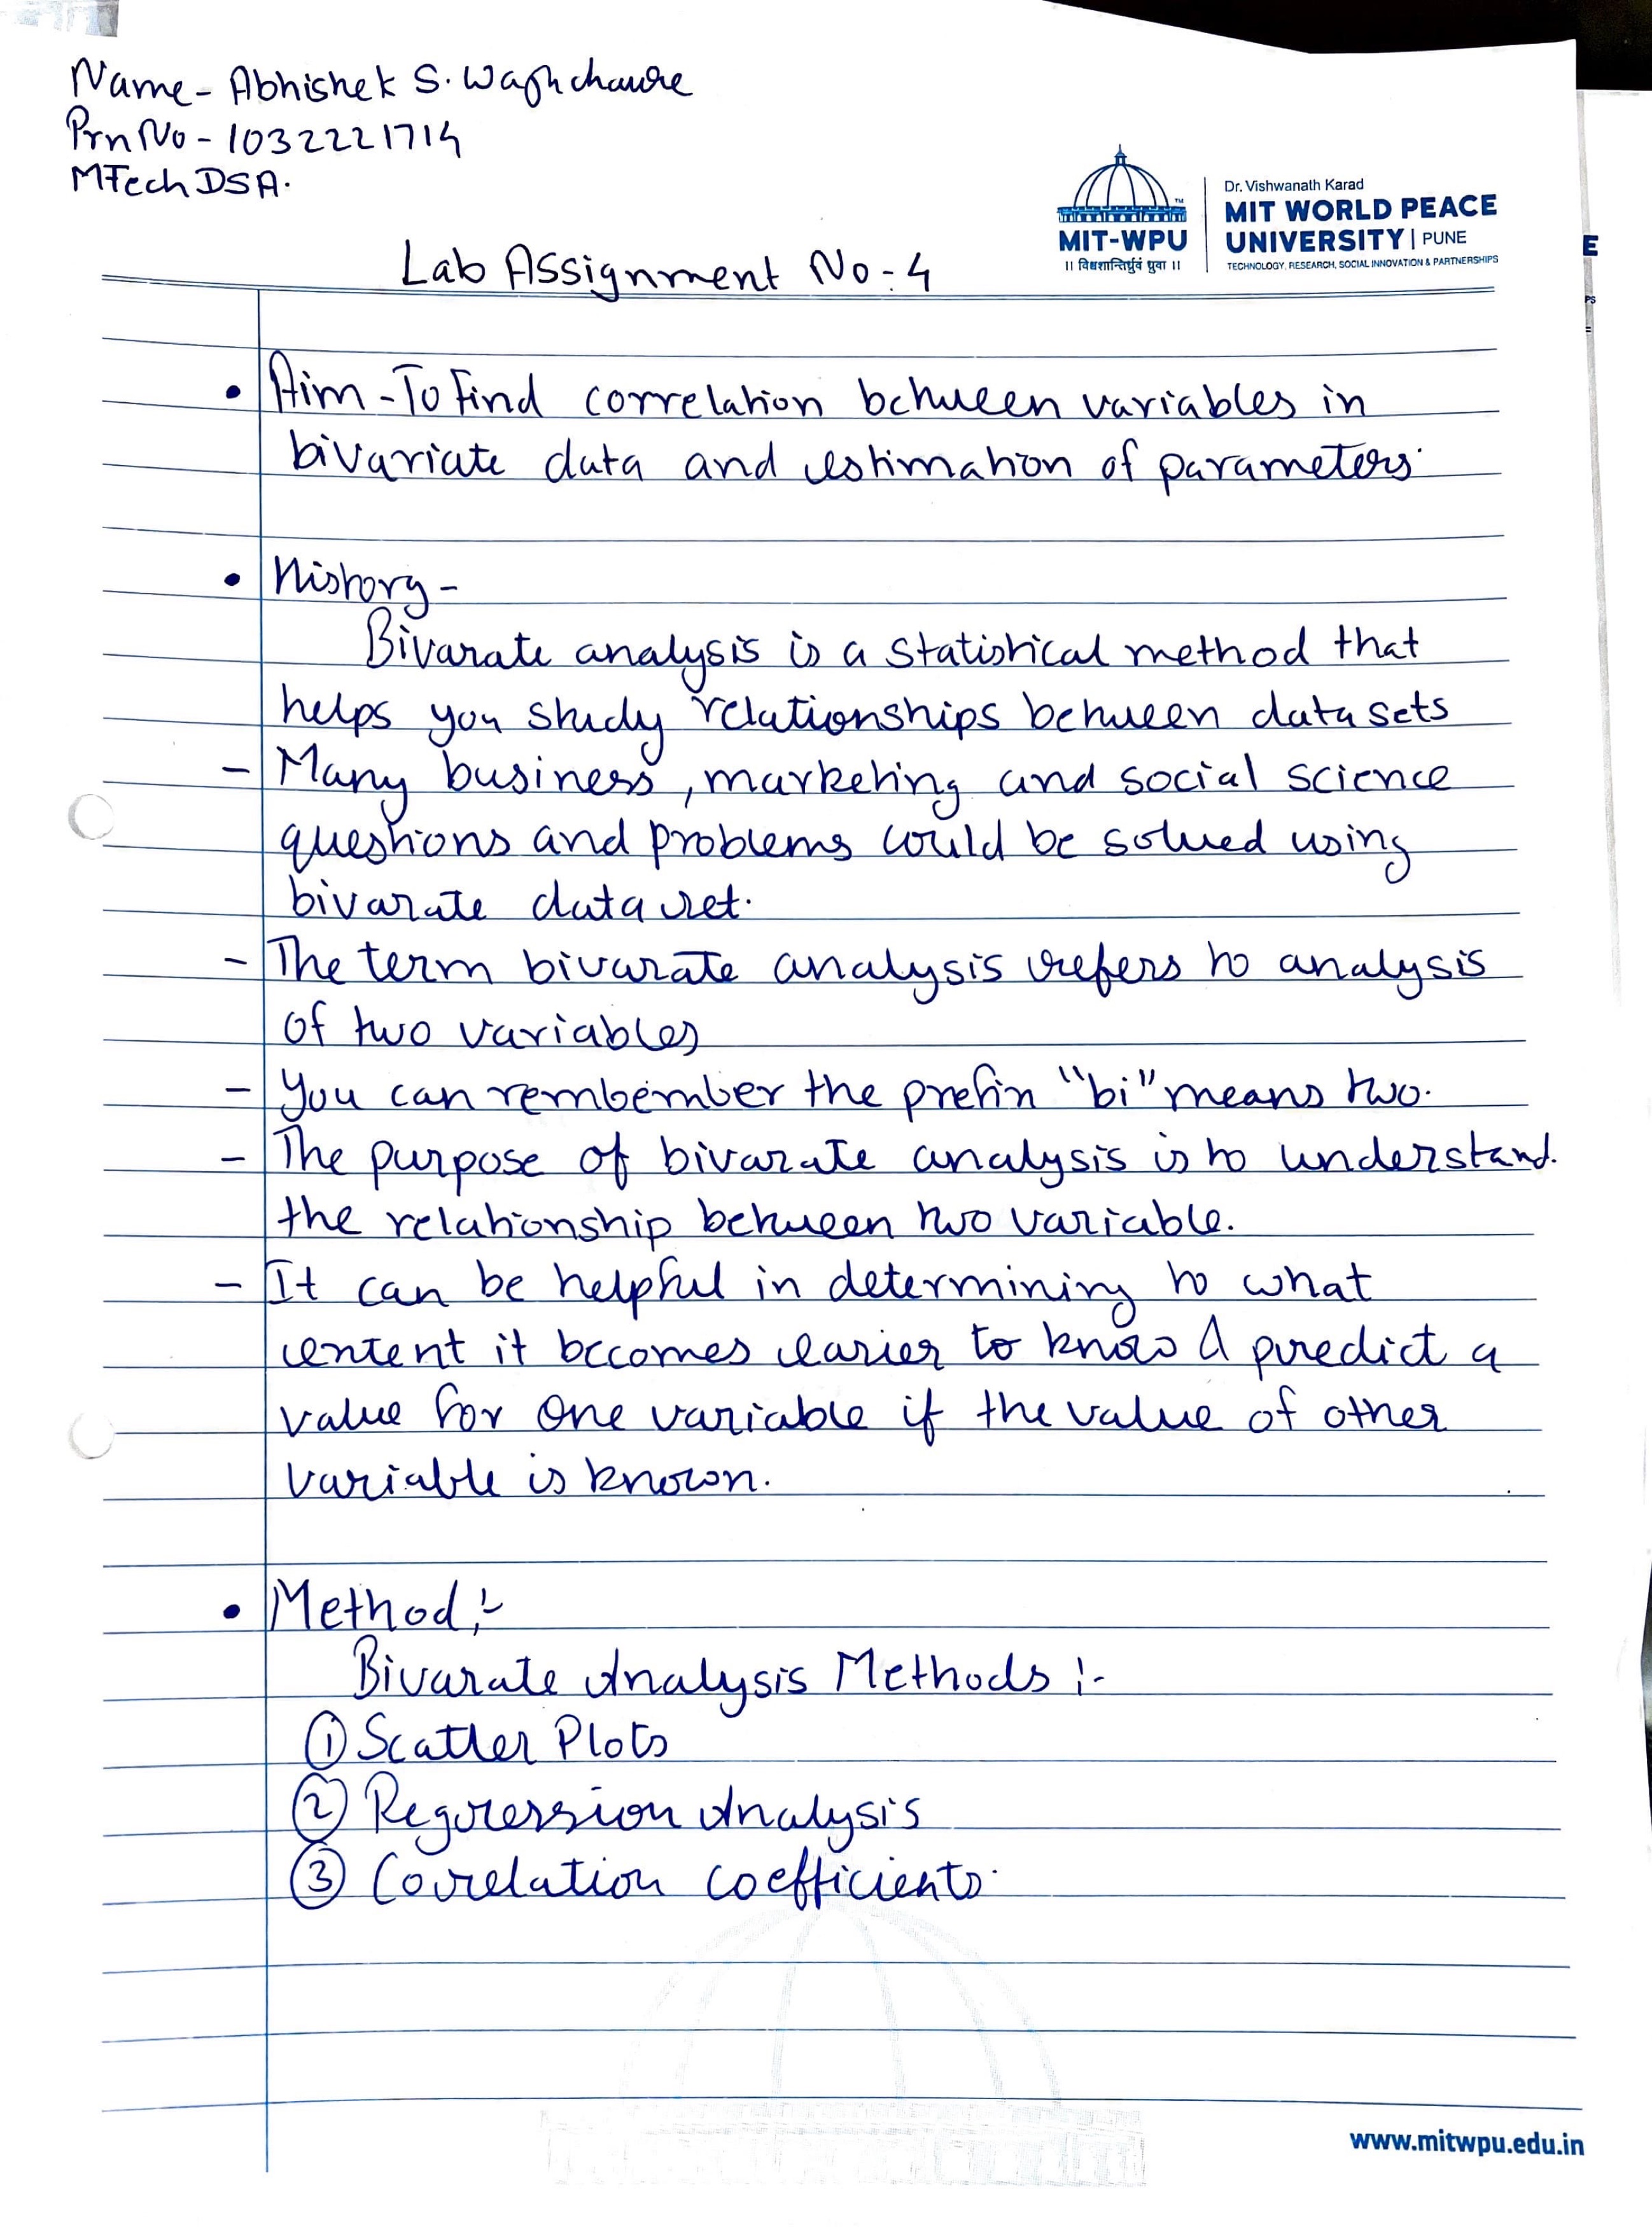 Name - Abhishek S. Waghchaure
Prn No - 1032221714
MTech DSA.
Dr. Vishwanath Karad
MIT WORLD PEACE
UNIVERSITY | PUNE
TECHNOLOGY, RESEARCH, SOCIAL INNOVATION & PARTNERSHIPS
TM
MIT-WPU
॥ विश्वशान्तिर्ध्रुवं ध्रुवा ॥
E
PS
Lab Assignment No:- 4
• Aim - To Find correlation between variables in
bivariate data and estimation of parameters.
• History -
Bivarate analysis is a statistical method that
helps you study relationships between data sets
- Many business, marketing and social science
questions and problems could be solved using
bivarate data set.
- The term bivarate analysis refers to analysis
of two variables
- You can rembember the prefix "bi" means two.
- The purpose of bivarate analysis is to understand.
the relationship between two variable.
- It can be helpful in determining to what
extent it becomes easier to know & predict a
value for one variable if the value of other
variable is known.
• Method :-
Bivarate Analysis Methods :-
① Scatter Plots
② Regression Analysis
③ Correlation coefficients.
www.mitwpu.edu.in